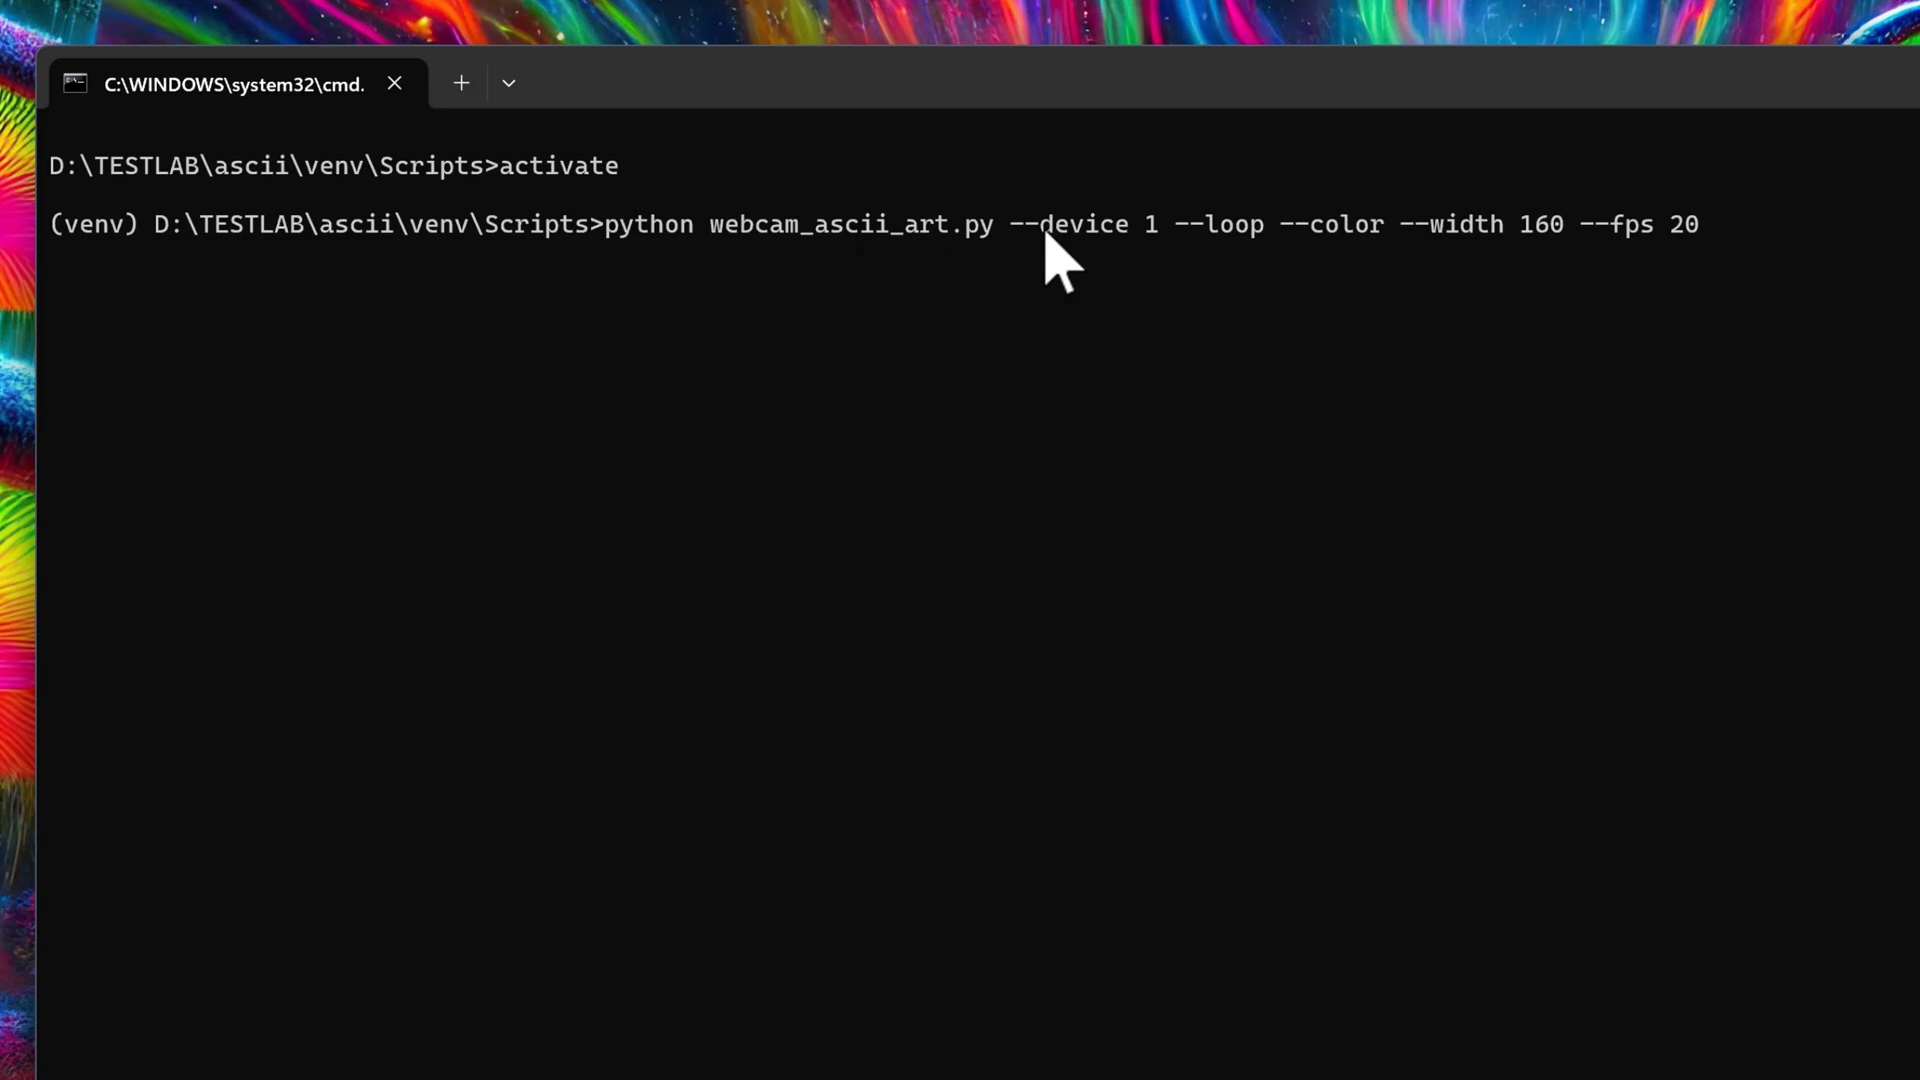 C:\WINDOWS\system32\cmd.
D:\TESTLAB\ascii\venv\Scripts>activate
(venv) D:\TESTLAB\ascii\venv\Scripts>python webcam_ascii_art.py --device 1 --loop --color --width 160 --fps 20